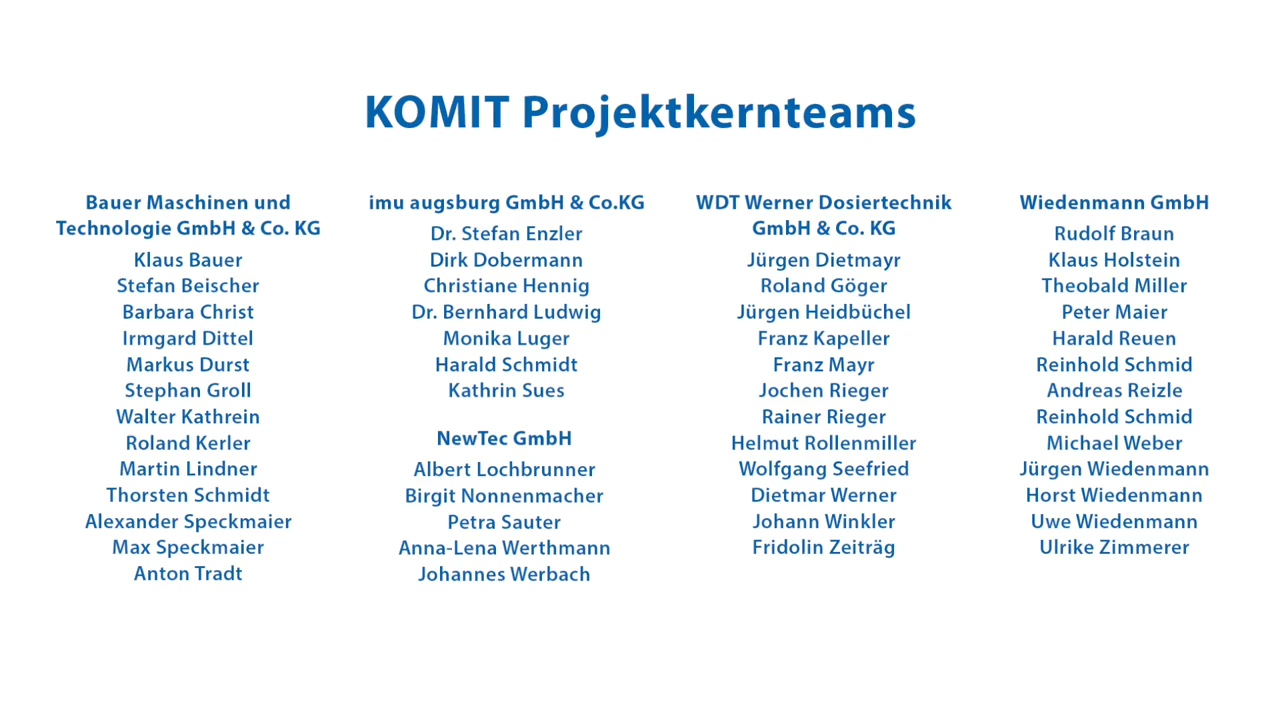 KOMIT Projektkernteams
Bauer Maschinen und
Technologie GmbH & Co. KG
Klaus Bauer
Stefan Beischer
Barbara Christ
Irmgard Dittel
Markus Durst
Stephan Groll
Walter Kathrein
Roland Kerler
Martin Lindner
Thorsten Schmidt
Alexander Speckmaier
Max Speckmaier
Anton Tradt
imu augsburg GmbH & Co.KG
Dr. Stefan Enzler
Dirk Dobermann
Christiane Hennig
Dr. Bernhard Ludwig
Monika Luger
Harald Schmidt
Kathrin Sues
NewTec GmbH
Albert Lochbrunner
Birgit Nonnenmacher
Petra Sauter
Anna-Lena Werthmann
Johannes Werbach
WDT Werner Dosiertechnik
GmbH & Co. KG
Jürgen Dietmayr
Roland Göger
Jürgen Heidbüchel
Franz Kapeller
Franz Mayr
Jochen Rieger
Rainer Rieger
Helmut Rollenmiller
Wolfgang Seefried
Dietmar Werner
Johann Winkler
Fridolin Zeiträg
Wiedenmann GmbH
Rudolf Braun
Klaus Holstein
Theobald Miller
Peter Maier
Harald Reuen
Reinhold Schmid
Andreas Reizle
Reinhold Schmid
Michael Weber
Jürgen Wiedenmann
Horst Wiedenmann
Uwe Wiedenmann
Ulrike Zimmerer